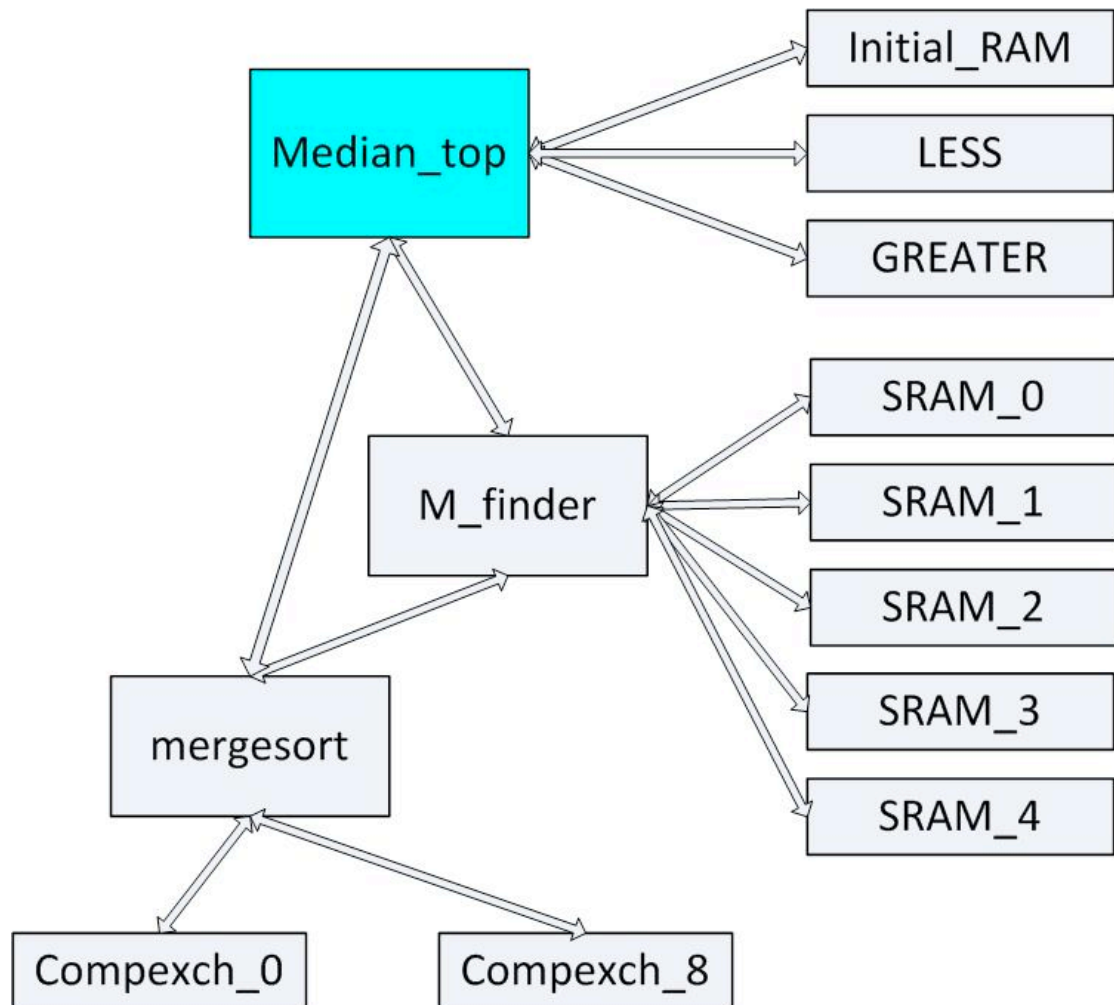 Initial_RAM
Median_top
LESS
GREATER
SRAM_0
M_finder
SRAM_1
SRAM_2
SRAM_3
mergesort
SRAM_4
Compexch_0
Compexch_8